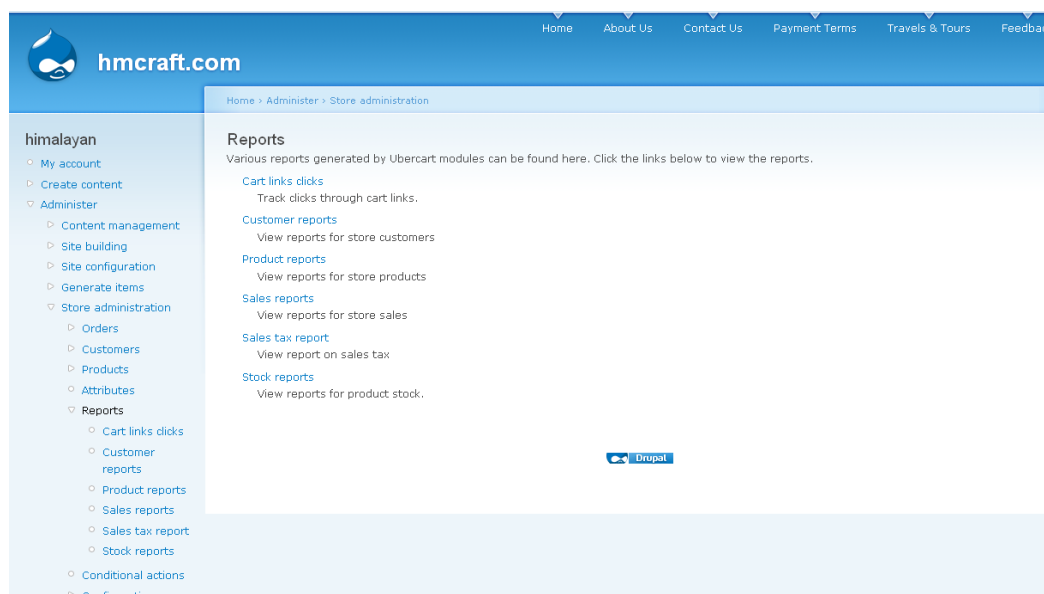 Home About Us Contact Us Payment Terms Travels & Tours
hmcraft.com
Home > Administer > Store administration
himalayan
My account
Create content
Administer
Content management
Site building
Site configuration
Generate items
Store administration
Orders
Customers
Products
Attributes
Reports
Cart links clicks
Customer
reports
Product reports
Sales reports
Sales tax report
Stock reports
Conditional actions
Reports
Various reports generated by Ubercart modules can be found here. Click the links below to view the reports.
Cart links clicks
Track clicks through cart links.
Customer reports
View reports for store customers
Product reports
View reports for store products
Sales reports
View reports for store sales
Sales tax report
View report on sales tax
Stock reports
View reports for product stock.
Drupal